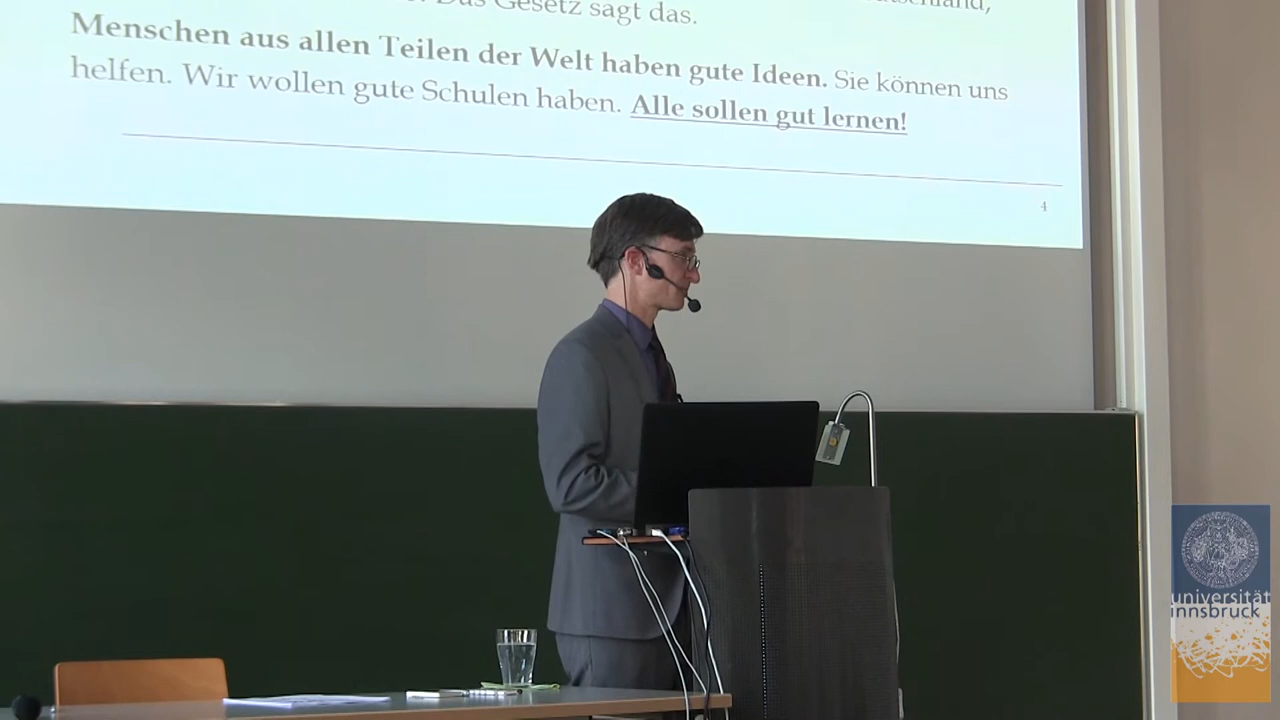 Das Gesetz sagt das.
Menschen aus allen Teilen der Welt haben gute Ideen. Sie können uns
helfen. Wir wollen gute Schulen haben. Alle sollen gut lernen!
4
universität
innsbruck